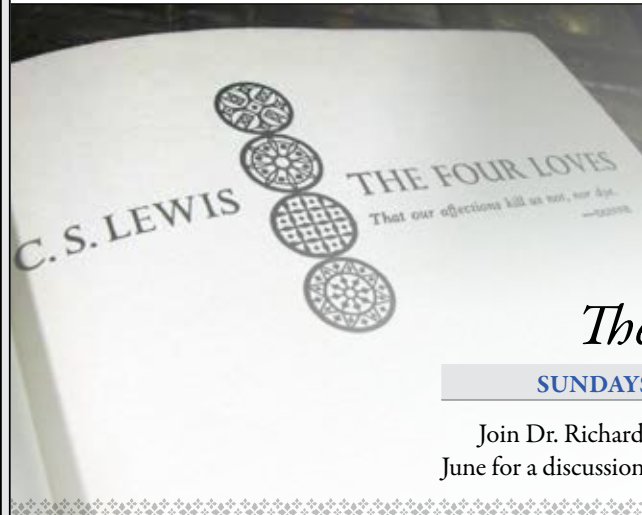 C. S. LEWIS
THE FOUR LOVES
That our affections kill us not, nor dye.
—DONNE
The
SUNDAYS
Join Dr. Richard
June for a discussion